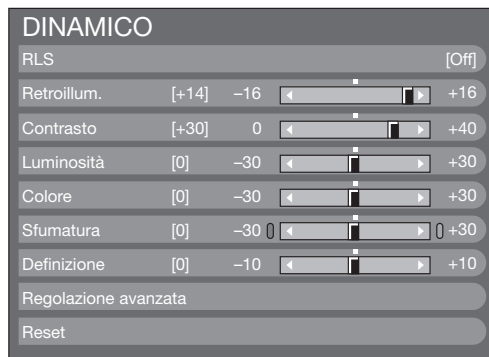 DINAMICO
RLS [Off]
Retroillum. [+14] –16 +16
Contrasto [+30] 0 +40
Luminosità [0] –30 +30
Colore [0] –30 +30
Sfumatura [0] –30 +30
Definizione [0] –10 +10
Regolazione avanzata
Reset